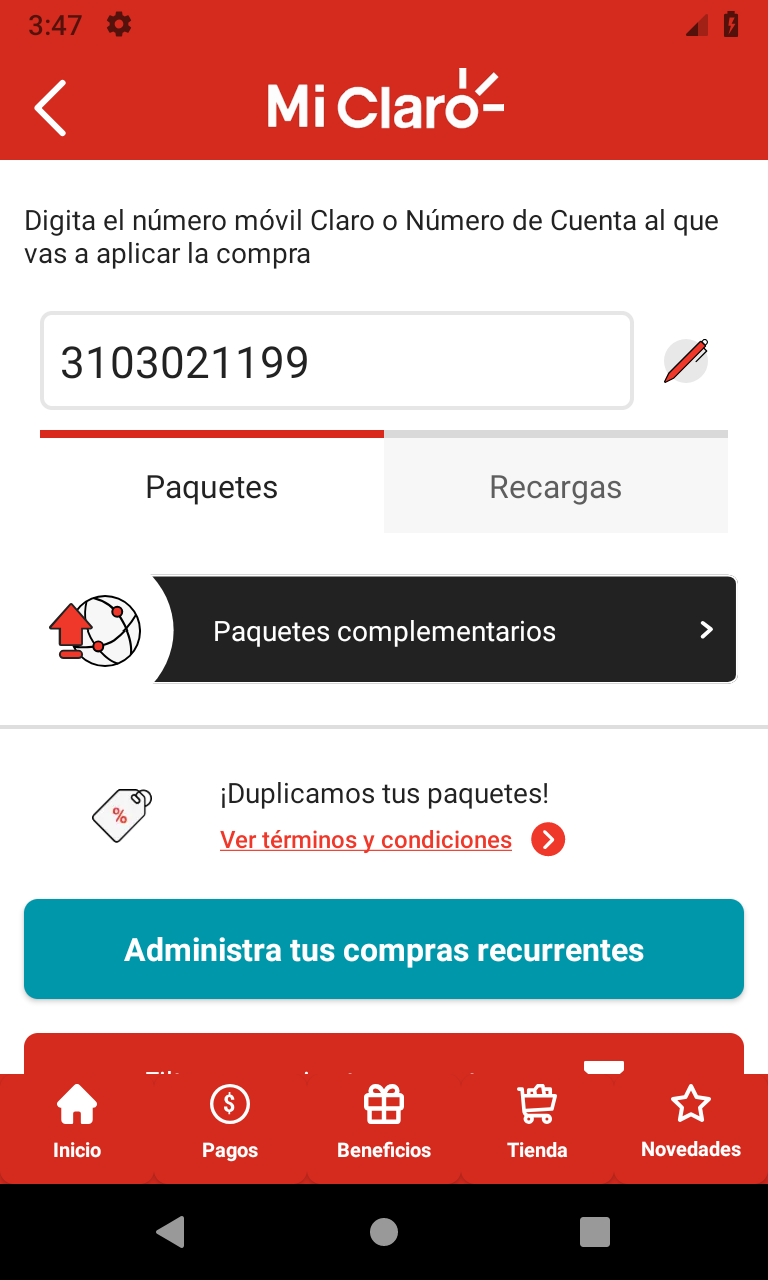 3:47
Mi Claro
Digita el número móvil Claro o Número de Cuenta al que
vas a aplicar la compra
3103021199
Paquetes
Recargas
Paquetes complementarios
%
¡Duplicamos tus paquetes!
Ver términos y condiciones
Administra tus compras recurrentes
$
Inicio
Pagos
Beneficios
Tienda
Novedades